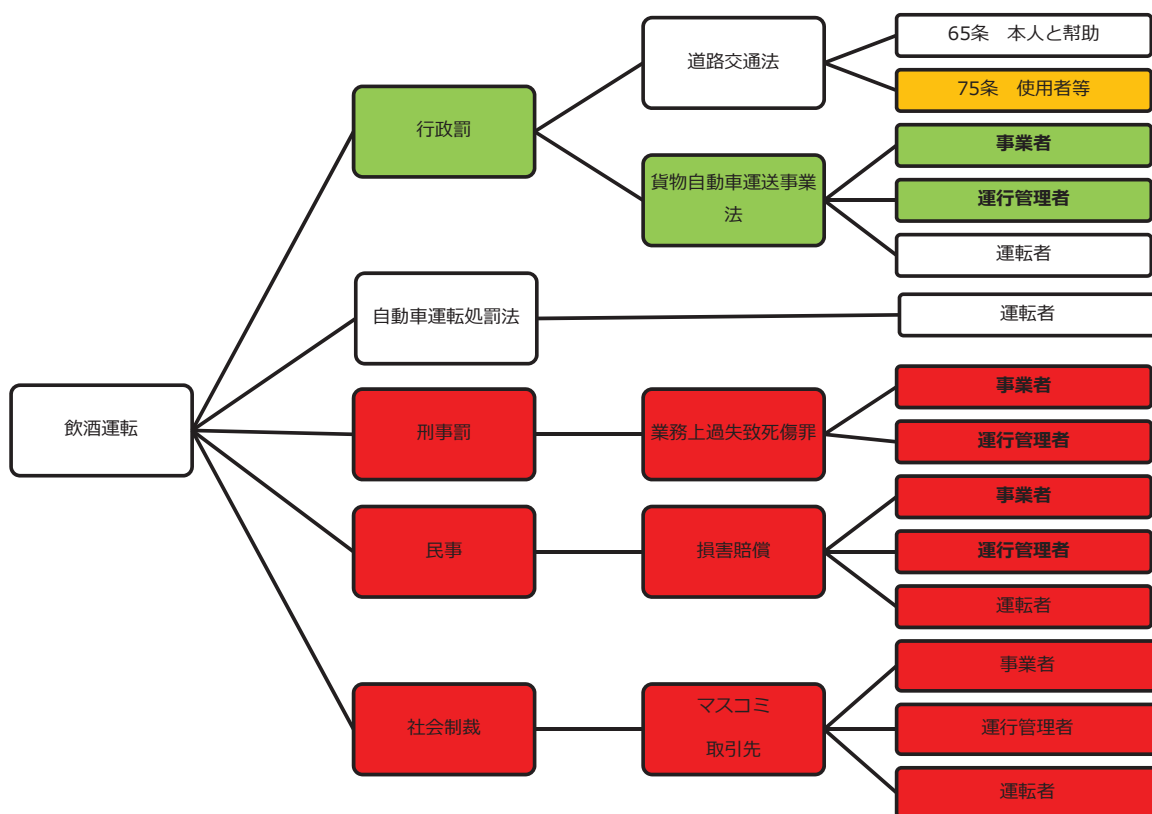 65条　本人と幇助
道路交通法
75条　使用者等
行政罰
事業者
貨物自動車運送事業
法
運行管理者
運転者
自動車運転処罰法
運転者
飲酒運転
刑事罰
業務上過失致死傷罪
事業者
運行管理者
民事
損害賠償
事業者
運行管理者
運転者
社会制裁
マスコミ
取引先
事業者
運行管理者
運転者